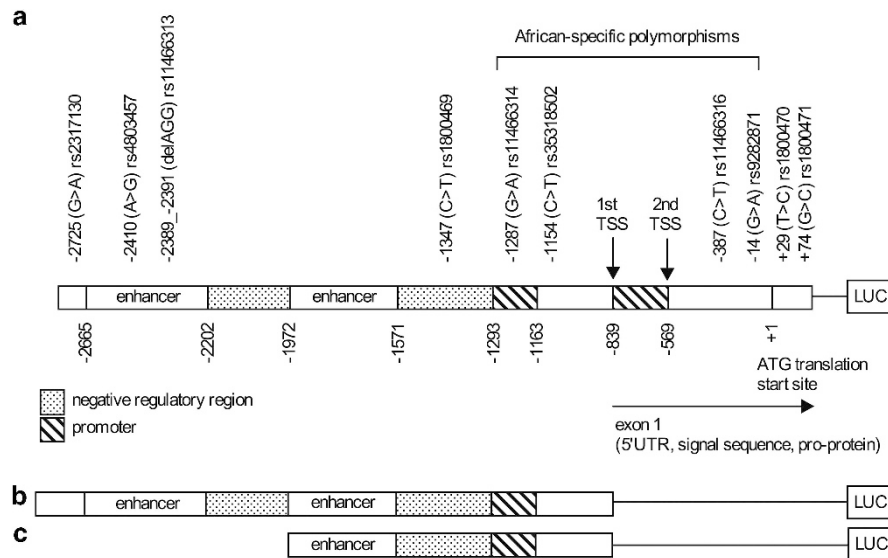 a
African-specific polymorphisms
-2725 (G>A) rs2317130
-2410 (A>G) rs4803457
-2389_-2391 (delAGG) rs11466313
-1347 (C>T) rs1800469
-1287 (G>A) rs11466314
-1154 (C>T) rs35318502
-387 (C>T) rs11466316
-14 (G>A) rs9282871
+29 (T>C) rs1800470
+74 (G>C) rs1800471
1st
TSS
2nd
TSS
enhancer
enhancer
LUC
-2665
-2202
-1972
-1571
-1293
-1163
-839
-569
+1
ATG translation
start site
negative regulatory region
promoter
exon 1
(5'UTR, signal sequence, pro-protein)
b
enhancer
enhancer
LUC
c
enhancer
LUC